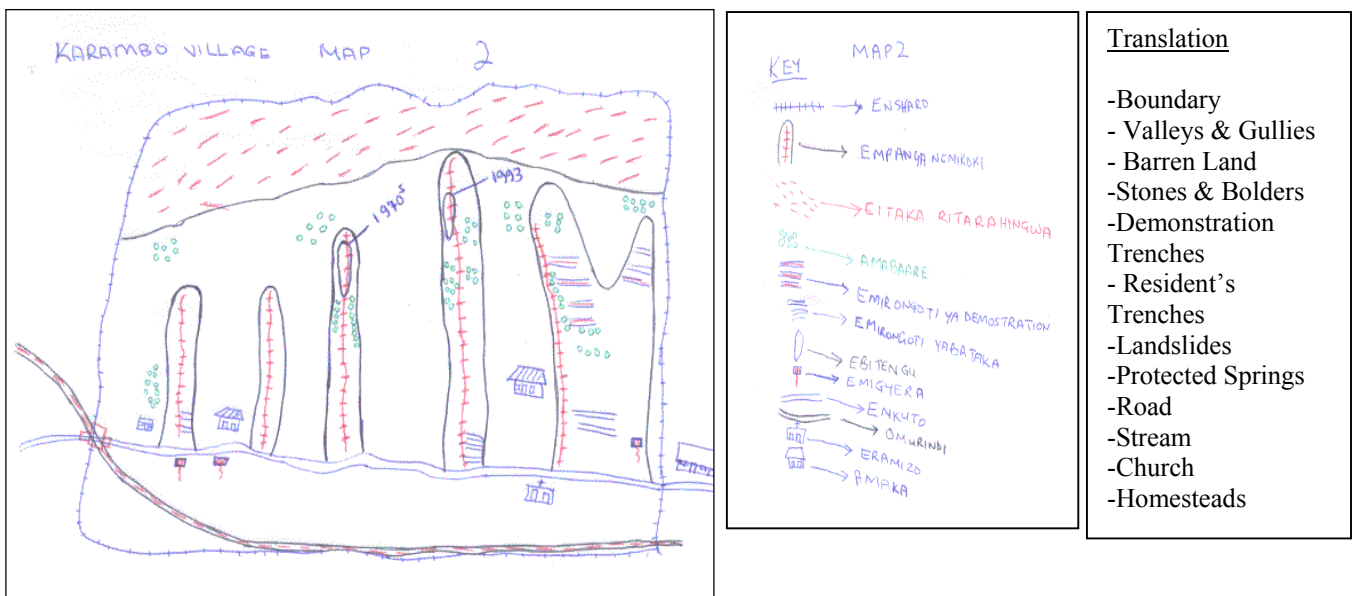 KARAMBO VILLAGE MAP 2
1993
1970s
MAP2
KEY
ENSHARO
EMPANGA NEMIKOKI
EITAKA RITARAHINGWA
AMABAARE
EMIRONGOTI YA DEMOSTRATION
EMIRONGOTI YABATAKA
EBITENGU
EMIGYERA
ENKUTO
OMURINDI
ERAMIZO
AMAKA
Translation
-Boundary
- Valleys & Gullies
- Barren Land
-Stones & Bolders
-Demonstration
Trenches
- Resident's
Trenches
-Landslides
-Protected Springs
-Road
-Stream
-Church
-Homesteads